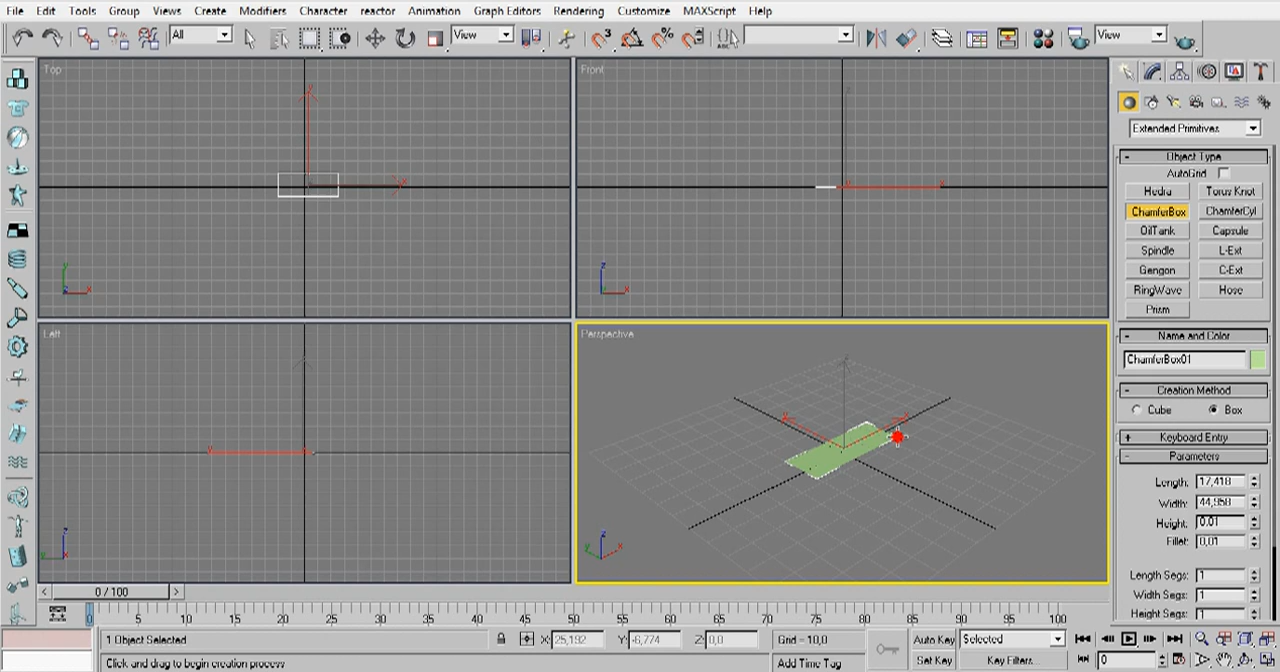 File Edit Tools Group Views Create Modifiers Character reactor Animation Graph Editors Rendering Customize MAXScript Help
All View View
Top Front
Extended Primitives
Object Type
AutoGrid
Hedra Torus Knot
ChamferBox ChamferCyl
OilTank Capsule
Spindle L-Ext
Gengon C-Ext
RingWave Hose
Prism
Left Perspective
Name and Color
ChamferBox01
Creation Method
Cube Box
Keyboard Entry
Parameters
Length: 17,418
Width: 44,958
Height: 0,01
Fillet: 0,01
Length Segs: 1
Width Segs: 1
Height Segs: 1
0 / 100
0 5 10 15 20 25 30 35 40 45 50 55 60 65 70 75 80 85 90 95 100
1 Object Selected X: 25,192 Y: -6,774 Z: 0,0 Grid = 10,0 Auto Key Selected
Click and drag to begin creation process Add Time Tag Set Key Key Filters... 0